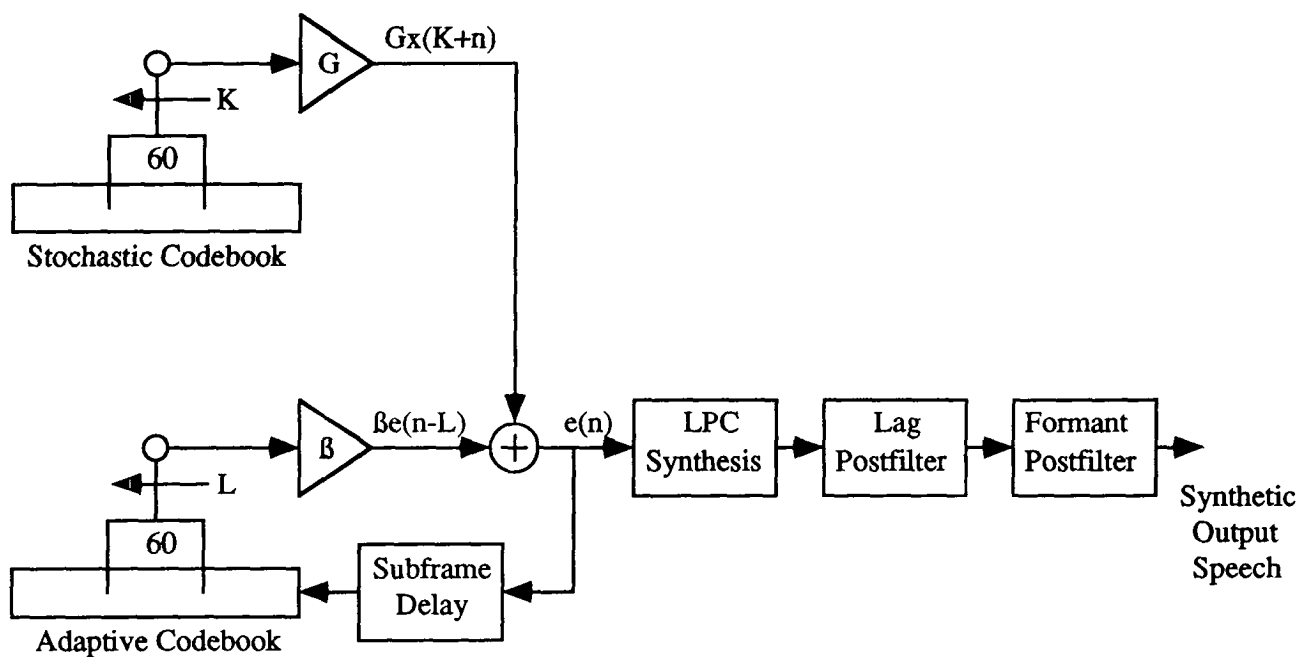 Gx(K+n)
G
K
60
Stochastic Codebook
ße(n-L)
e(n)
ß
L
60
LPC
Synthesis
Lag
Postfilter
Formant
Postfilter
Synthetic
Output
Speech
Subframe
Delay
Adaptive Codebook